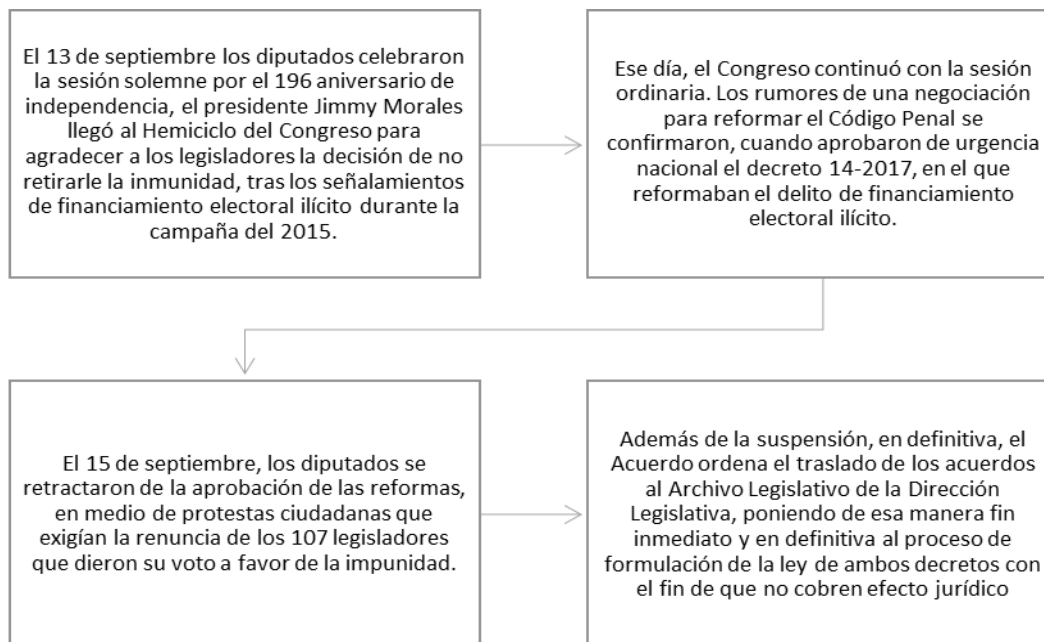 El 13 de septiembre los diputados celebraron
la sesión solemne por el 196 aniversario de
independencia, el presidente Jimmy Morales
llegó al Hemiciclo del Congreso para
agradecer a los legisladores la decisión de no
retirarle la inmunidad, tras los señalamientos
de financiamiento electoral ilícito durante la
campaña del 2015.
Ese día, el Congreso continuó con la sesión
ordinaria. Los rumores de una negociación
para reformar el Código Penal se
confirmaron, cuando aprobaron de urgencia
nacional el decreto 14-2017, en el que
reformaban el delito de financiamiento
electoral ilícito.
El 15 de septiembre, los diputados se
retractaron de la aprobación de las reformas,
en medio de protestas ciudadanas que
exigían la renuncia de los 107 legisladores
que dieron su voto a favor de la impunidad.
Además de la suspensión, en definitiva, el
Acuerdo ordena el traslado de los acuerdos
al Archivo Legislativo de la Dirección
Legislativa, poniendo de esa manera fin
inmediato y en definitiva al proceso de
formulación de la ley de ambos decretos con
el fin de que no cobren efecto jurídico